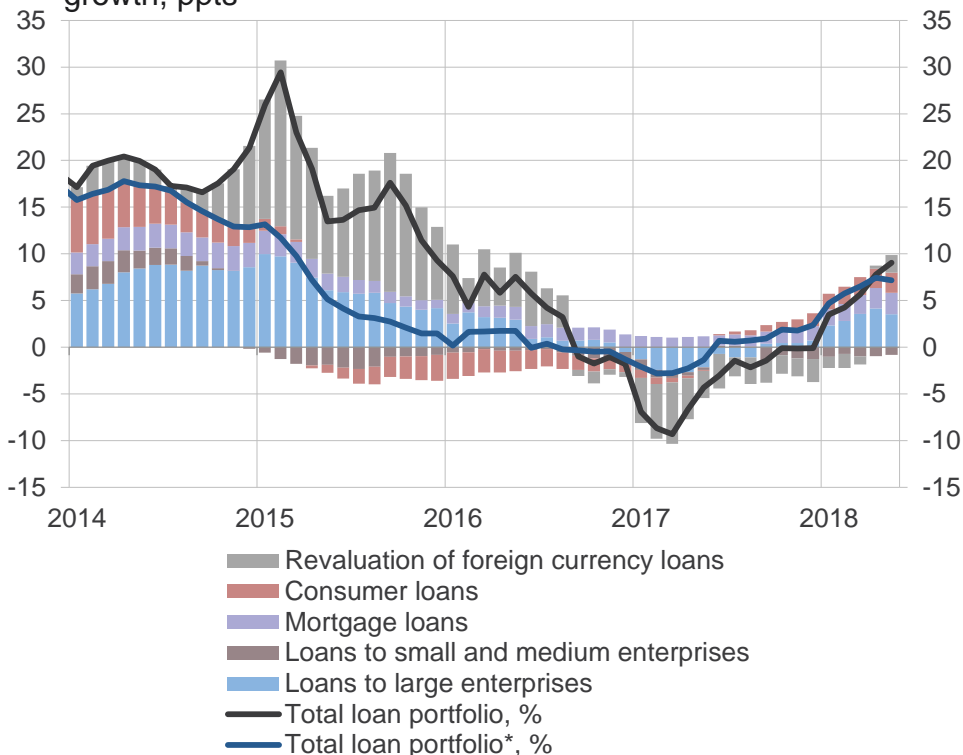 growth, ppts
35 35
30 30
25 25
20 20
15 15
10 10
5 5
0 0
-5 -5
-10 -10
-15 -15
2014 2015 2016 2017 2018
Revaluation of foreign currency loans
Consumer loans
Mortgage loans
Loans to small and medium enterprises
Loans to large enterprises
Total loan portfolio, %
Total loan portfolio*, %